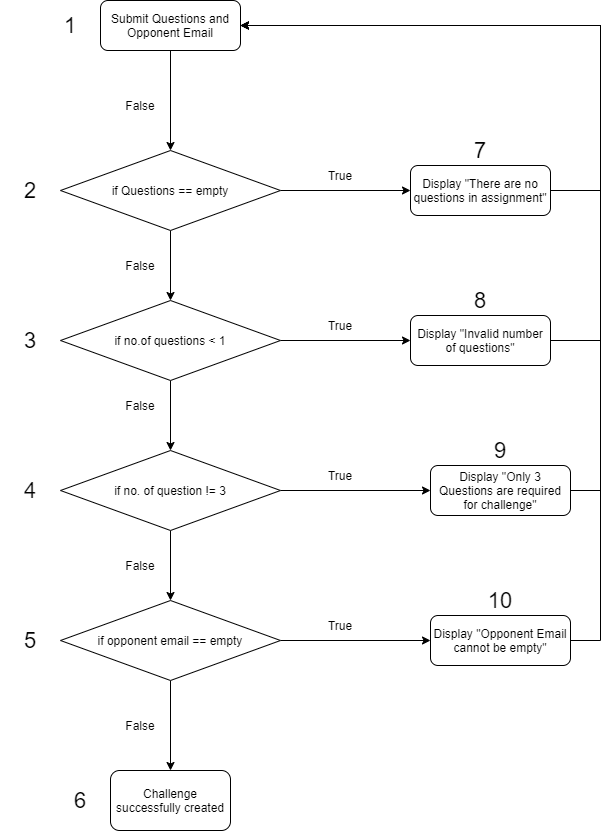 1
Submit Questions and
Opponent Email
False
2
if Questions == empty
True
7
Display "There are no
questions in assignment"
False
3
if no.of questions < 1
True
8
Display "Invalid number
of questions"
False
4
if no. of question != 3
True
9
Display "Only 3
Questions are required
for challenge"
False
5
if opponent email == empty
True
10
Display "Opponent Email
cannot be empty"
False
6
Challenge
successfully created